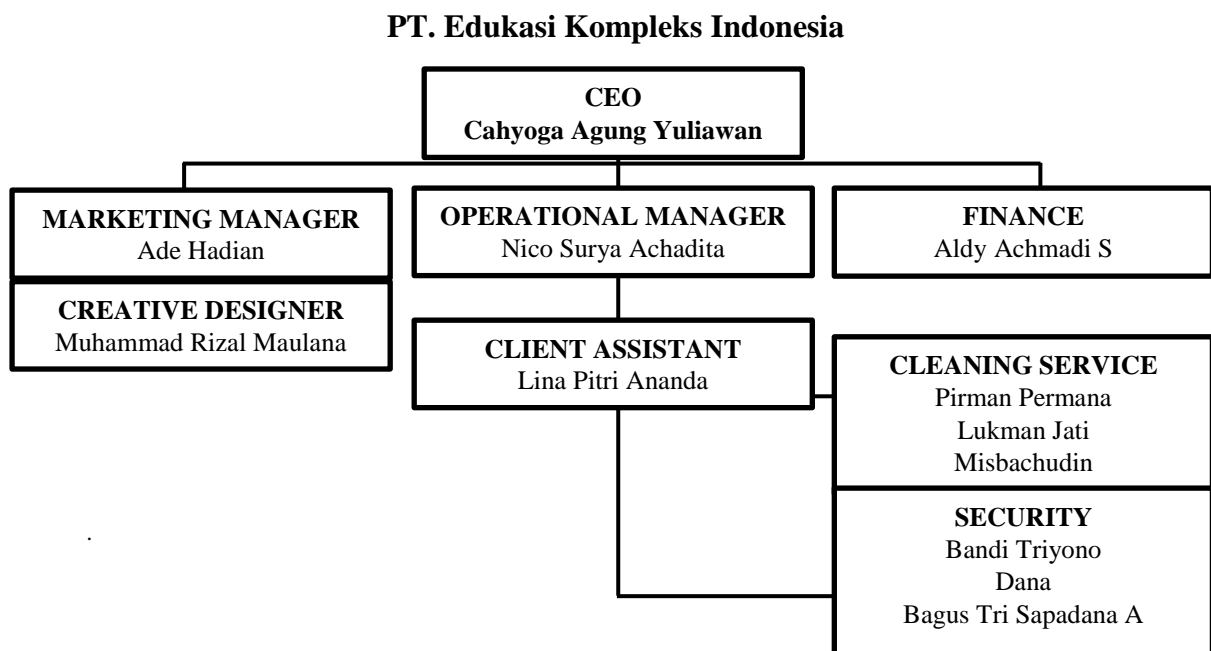 PT. Edukasi Kompleks Indonesia
CEO
Cahyoga Agung Yuliawan
MARKETING MANAGER
Ade Hadian
OPERATIONAL MANAGER
Nico Surya Achadita
FINANCE
Aldy Achmadi S
CREATIVE DESIGNER
Muhammad Rizal Maulana
CLIENT ASSISTANT
Lina Pitri Ananda
CLEANING SERVICE
Pirman Permana
Lukman Jati
Misbachudin
SECURITY
Bandi Triyono
Dana
Bagus Tri Sapadana A
.